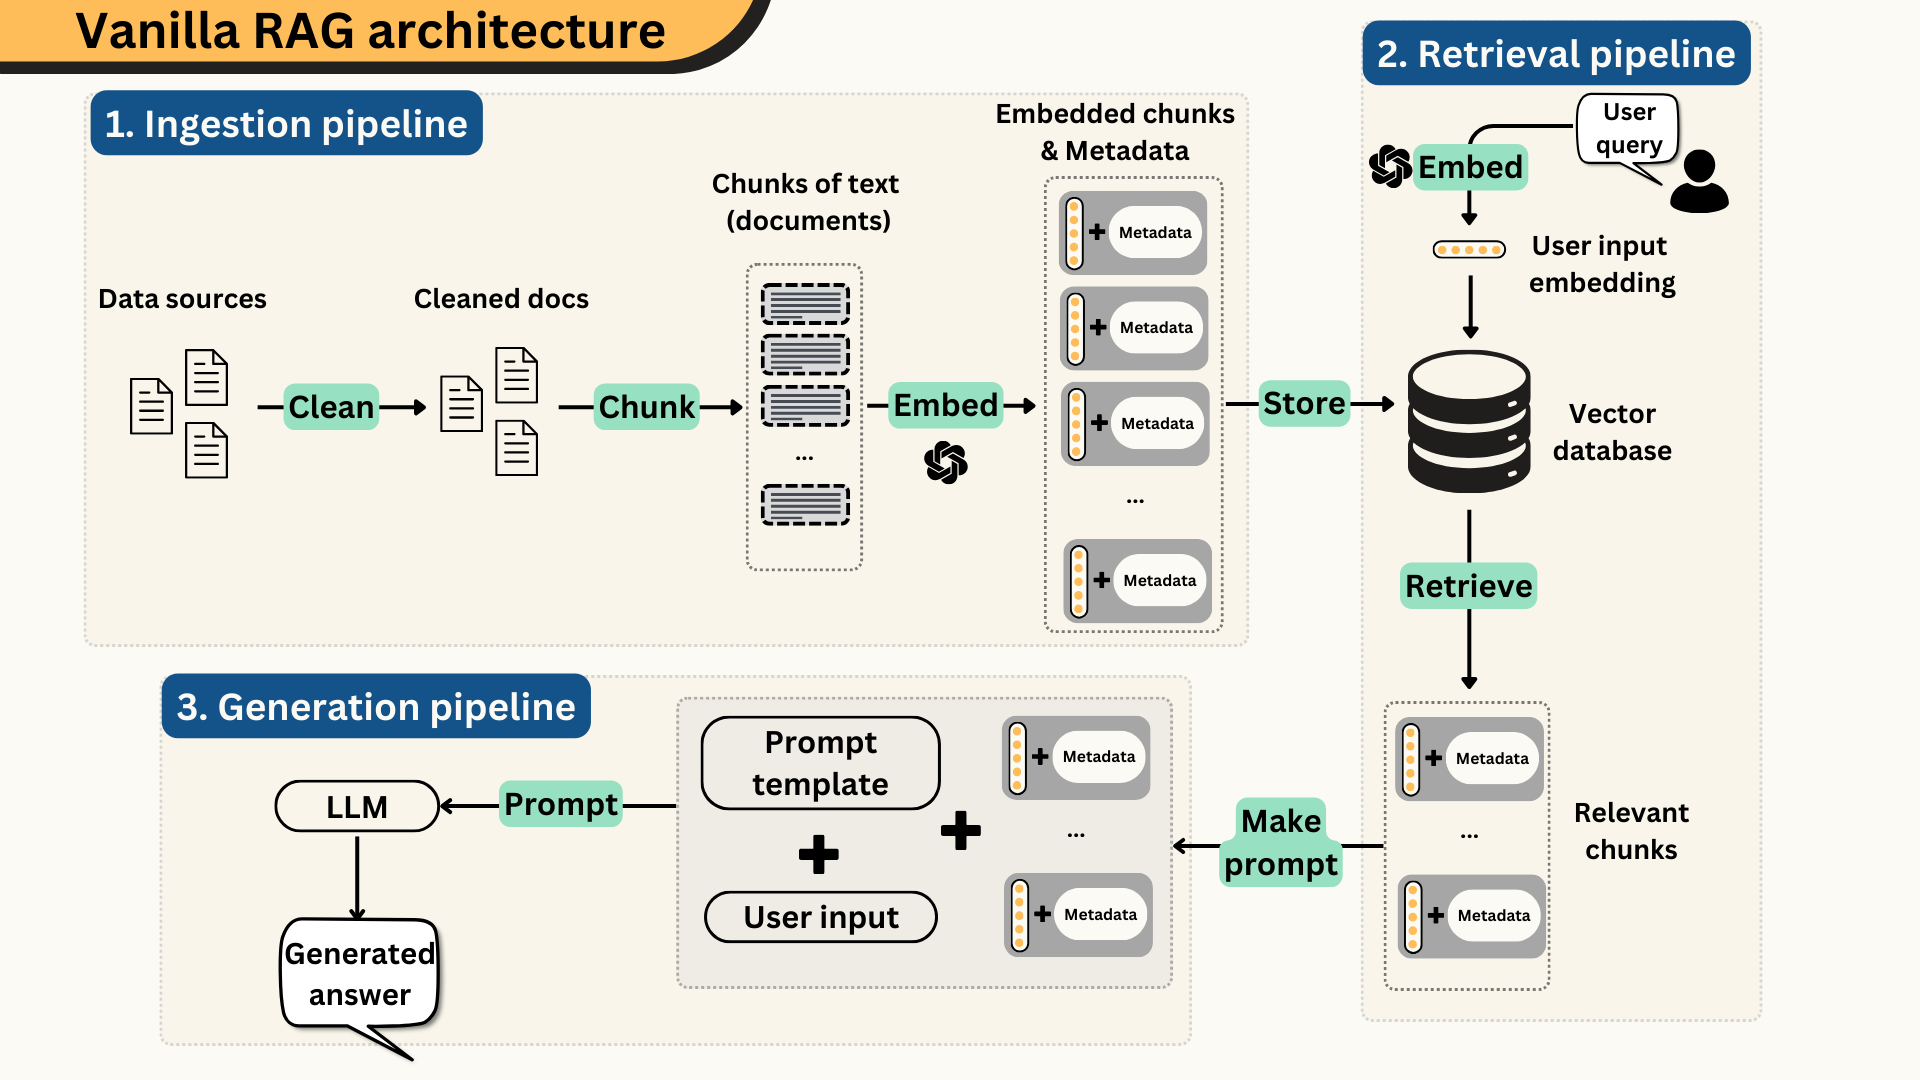 Vanilla RAG architecture
1. Ingestion pipeline
Data sources
Clean
Cleaned docs
Chunk
Chunks of text
(documents)
...
Embed
Embedded chunks
& Metadata
Metadata
Metadata
Metadata
...
Metadata
Store
2. Retrieval pipeline
User
query
Embed
User input
embedding
Vector
database
Retrieve
Metadata
...
Metadata
Relevant
chunks
Make
prompt
3. Generation pipeline
Prompt
template
User input
Metadata
...
Metadata
Prompt
LLM
Generated
answer